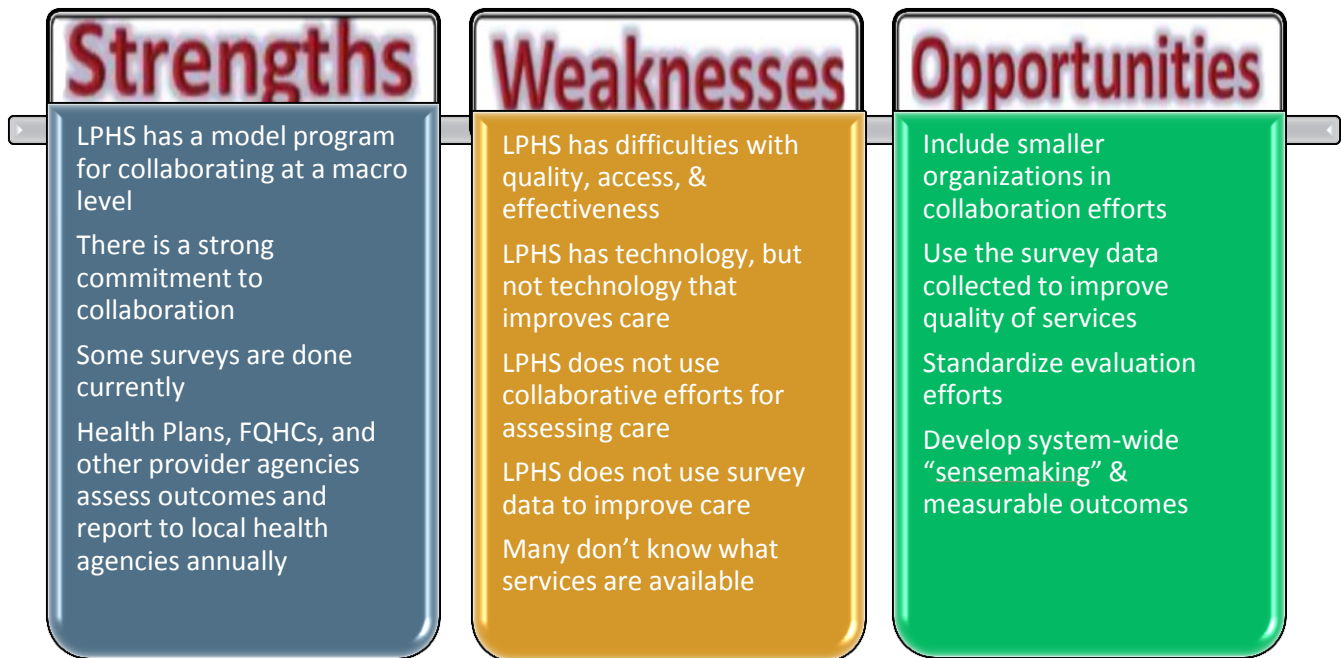 Strengths
LPHS has a model program
for collaborating at a macro
level
There is a strong
commitment to
collaboration
Some surveys are done
currently
Health Plans, FQHCs, and
other provider agencies
assess outcomes and
report to local health
agencies annually
Weaknesses
LPHS has difficulties with
quality, access, &
effectiveness
LPHS has technology, but
not technology that
improves care
LPHS does not use
collaborative efforts for
assessing care
LPHS does not use survey
data to improve care
Many don’t know what
services are available
Opportunities
Include smaller
organizations in
collaboration efforts
Use the survey data
collected to improve
quality of services
Standardize evaluation
efforts
Develop system-wide
“sensemaking” &
measurable outcomes